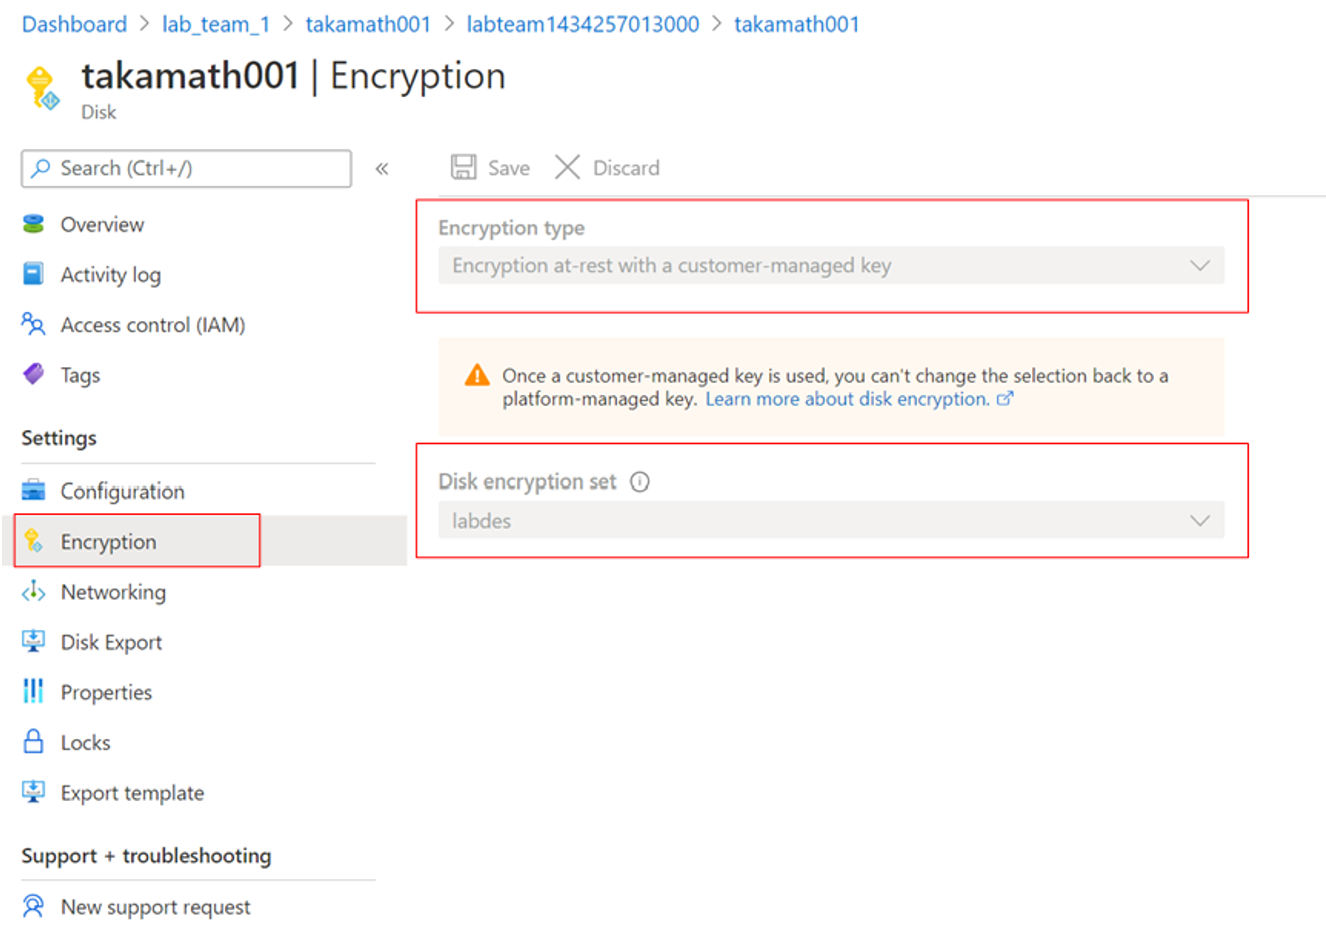 Dashboard > lab_team_1 > takamath001 > labteam1434257013000 > takamath001
takamath001 | Encryption
Disk
Search (Ctrl+/)
«
Save
Discard
Overview
Activity log
Access control (IAM)
Tags
Settings
Configuration
Encryption
Networking
Disk Export
Properties
Locks
Export template
Support + troubleshooting
New support request
Encryption type
Encryption at-rest with a customer-managed key
Once a customer-managed key is used, you can't change the selection back to a
platform-managed key. Learn more about disk encryption.
Disk encryption set
labdes